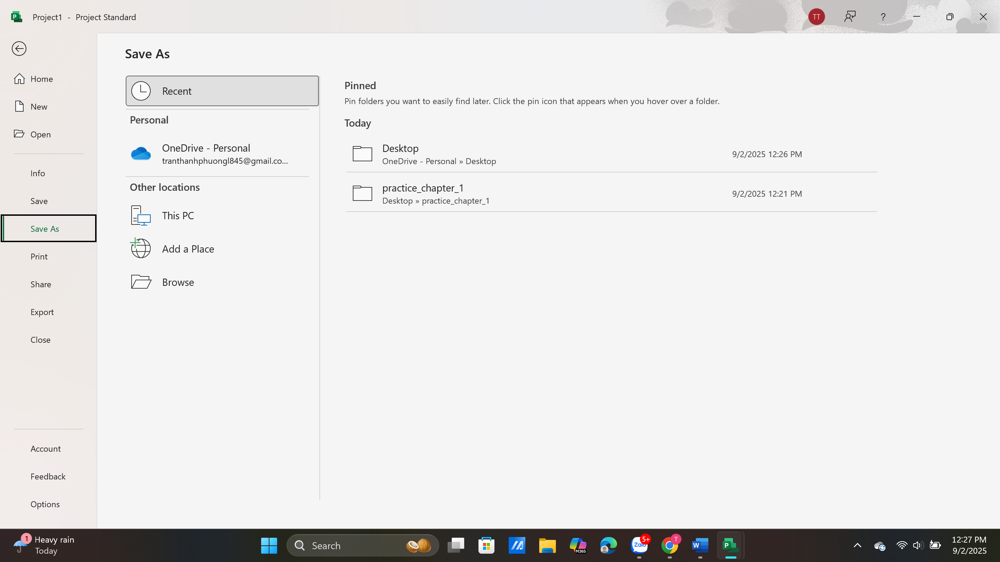 Project1 - Project Standard
TT
?
Save As
Home
New
Open
Info
Save
Save As
Print
Share
Export
Close
Account
Feedback
Options
Recent
Personal
OneDrive - Personal
tranthanhphuongl845@gmail.co...
Other locations
This PC
Add a Place
Browse
Pinned
Pin folders you want to easily find later. Click the pin icon that appears when you hover over a folder.
Today
Desktop
OneDrive - Personal » Desktop
9/2/2025 12:26 PM
practice_chapter_1
Desktop » practice_chapter_1
9/2/2025 12:21 PM
1
Heavy rain
Today
Search
M365
Zalo
5+
T
W
P
12:27 PM
9/2/2025